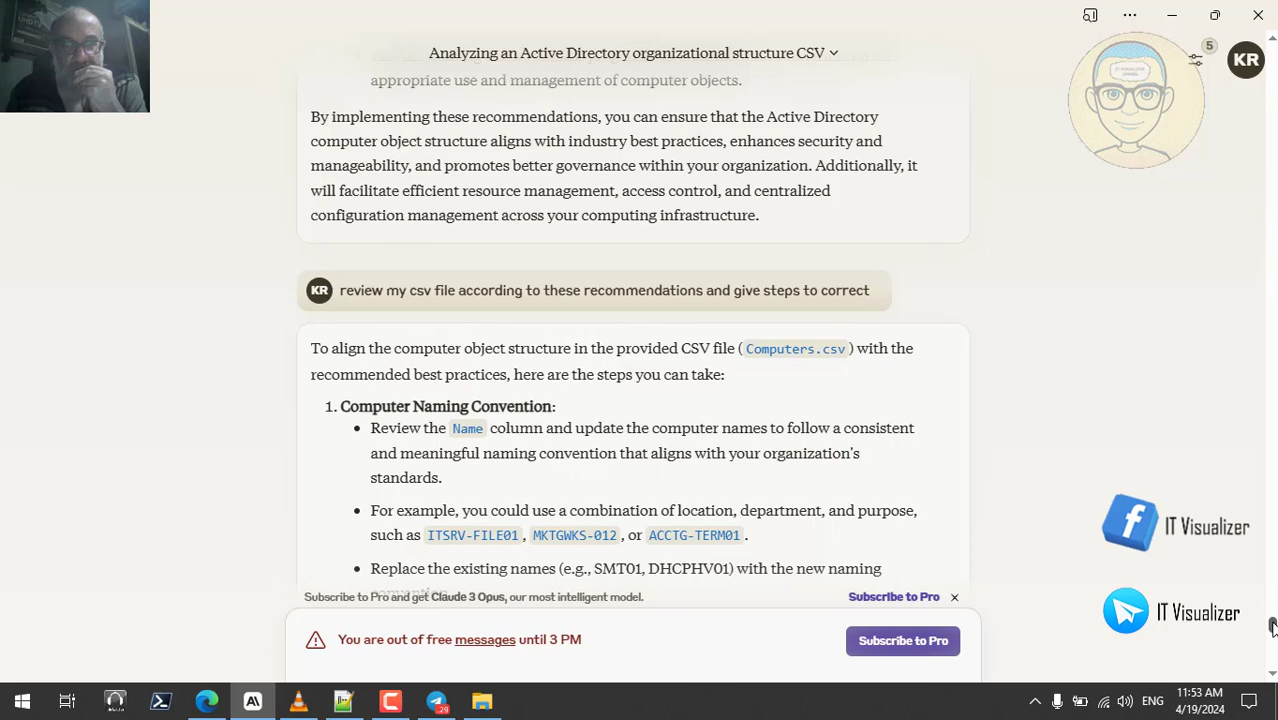 Analyzing an Active Directory organizational structure CSV
5
KR
IT VISUALIZER
CHANNEL
appropriate use and management of computer objects.
By implementing these recommendations, you can ensure that the Active Directory
computer object structure aligns with industry best practices, enhances security and
manageability, and promotes better governance within your organization. Additionally, it
will facilitate efficient resource management, access control, and centralized
configuration management across your computing infrastructure.
KR review my csv file according to these recommendations and give steps to correct
To align the computer object structure in the provided CSV file ( Computers.csv ) with the
recommended best practices, here are the steps you can take:
1. Computer Naming Convention:
• Review the Name column and update the computer names to follow a consistent
and meaningful naming convention that aligns with your organization's
standards.
• For example, you could use a combination of location, department, and purpose,
such as ITSRV-FILE01 , MKTGWKS-012 , or ACCTG-TERM01 .
• Replace the existing names (e.g., SMT01, DHCPHV01) with the new naming
convention.
Subscribe to Pro and get Claude 3 Opus, our most intelligent model.
Subscribe to Pro
You are out of free messages until 3 PM
Subscribe to Pro
f IT Visualizer
IT Visualizer
A\
29
ENG
11:53 AM
4/19/2024